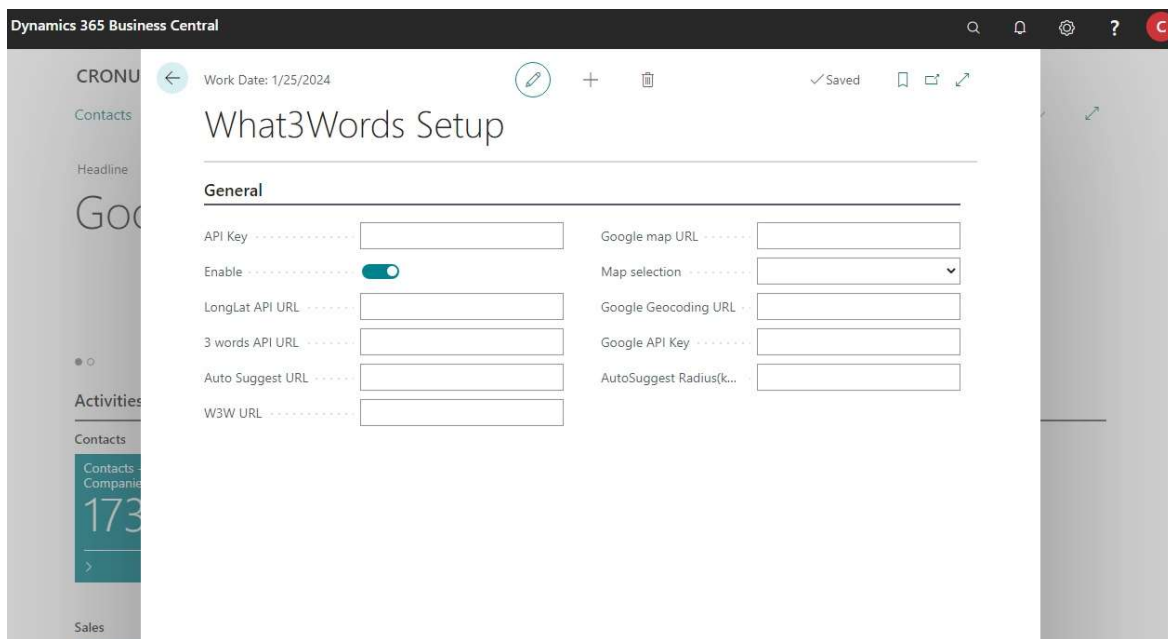 Dynamics 365 Business Central
?
C
CRONU
Work Date: 1/25/2024
Saved
Contacts
What3Words Setup
Headline
Goo
General
API Key
Google map URL
Enable
Map selection
LongLat API URL
Google Geocoding URL
3 words API URL
Google API Key
Auto Suggest URL
AutoSuggest Radius(k...
W3W URL
Activities
Contacts
Contacts -
Companie
173
Sales